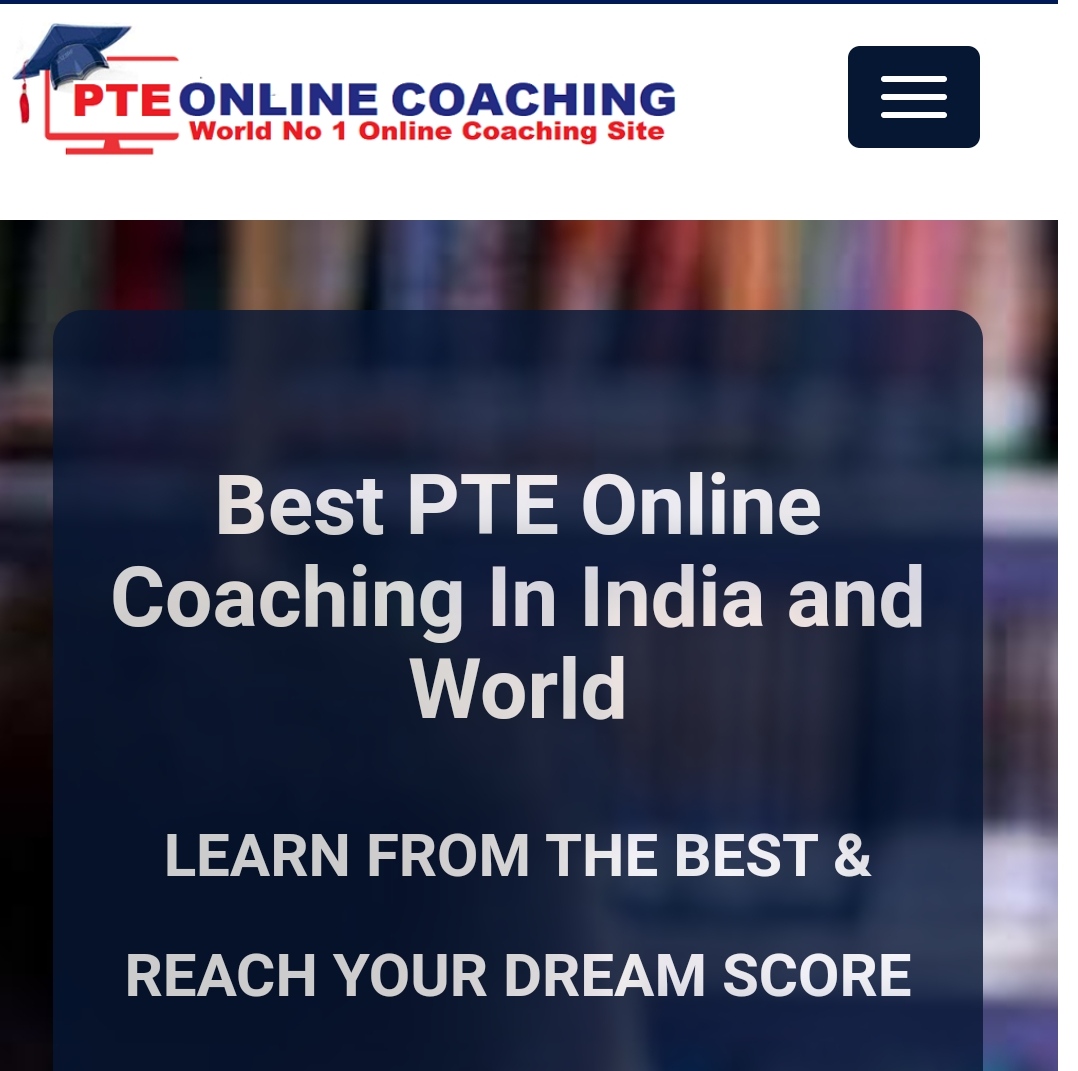 PTE ONLINE COACHING
World No 1 Online Coaching Site
Best PTE Online
Coaching In India and
World
LEARN FROM THE BEST &
REACH YOUR DREAM SCORE